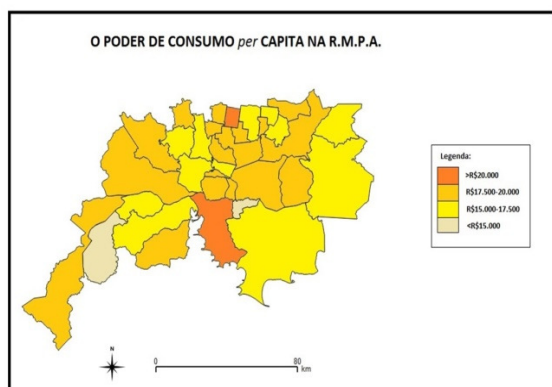 O PODER DE CONSUMO per CAPITA NA R.M.P.A.
Legenda:
>R$20.000
R$17.500-20.000
R$15.000-17.500
<R$15.000
N
0 80
km